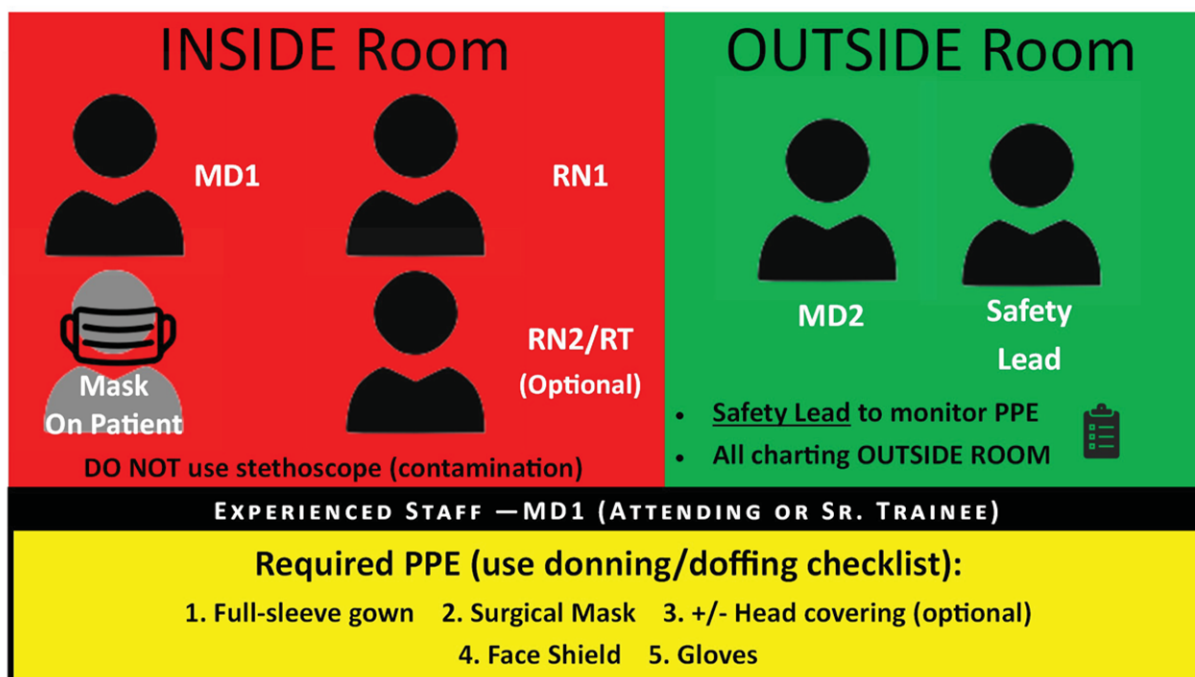 INSIDE Room
MD1
RN1
Mask
On Patient
RN2/RT
(Optional)
DO NOT use stethoscope (contamination)
OUTSIDE Room
MD2
Safety
Lead
• Safety Lead to monitor PPE
• All charting OUTSIDE ROOM
EXPERIENCED STAFF —MD1 (ATTENDING OR SR. TRAINEE)
Required PPE (use donning/doffing checklist):
1. Full-sleeve gown 2. Surgical Mask 3. +/- Head covering (optional)
4. Face Shield 5. Gloves